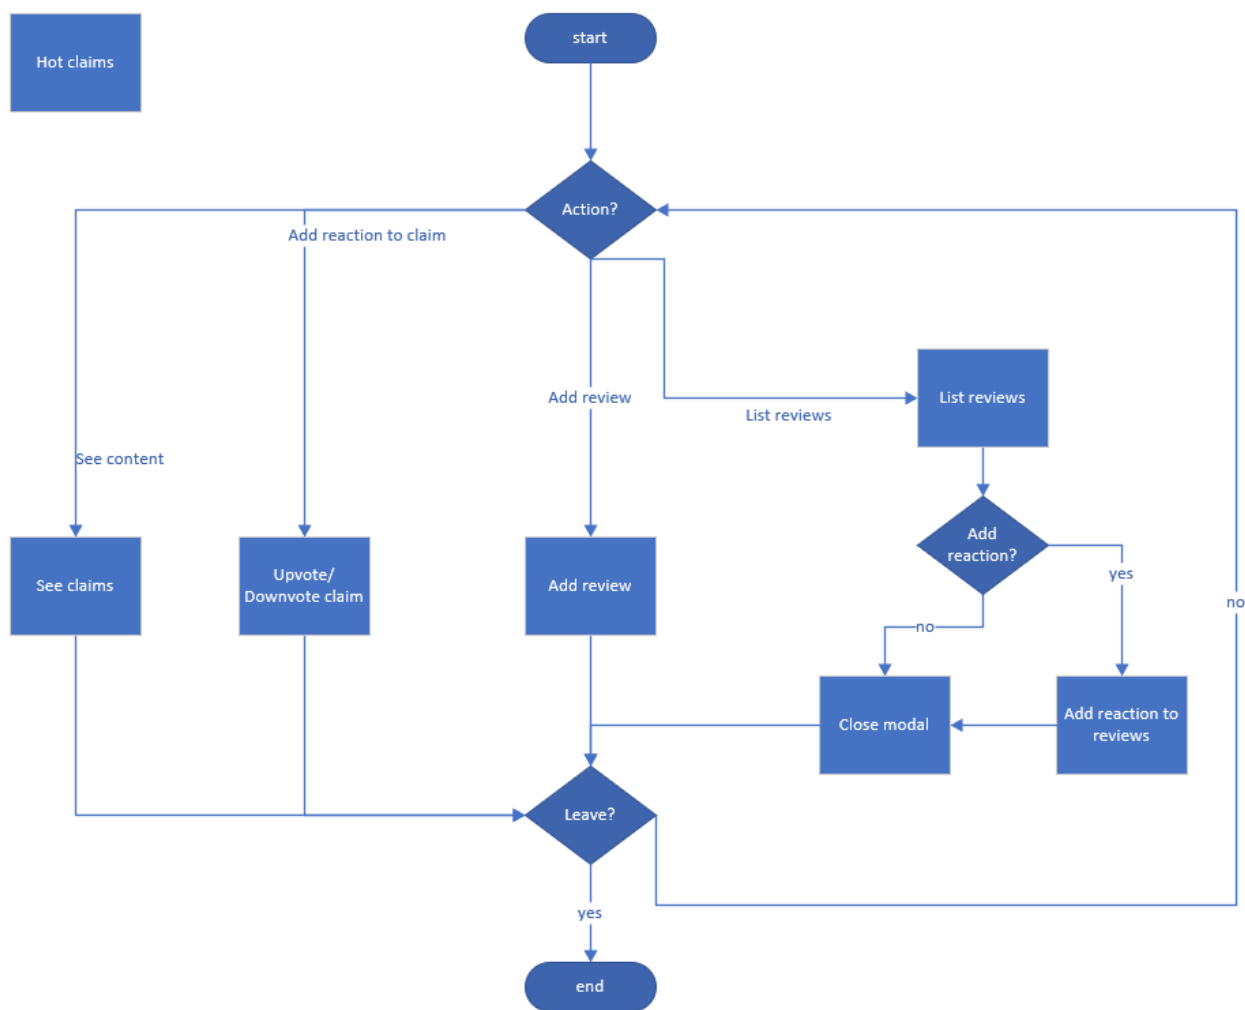 Hot claims
start
Action?
Add reaction to claim
Add review
List reviews
List reviews
See content
Add
reaction?
yes
no
See claims
Upvote/
Downvote claim
Add review
no
Close modal
Add reaction to
reviews
Leave?
yes
end